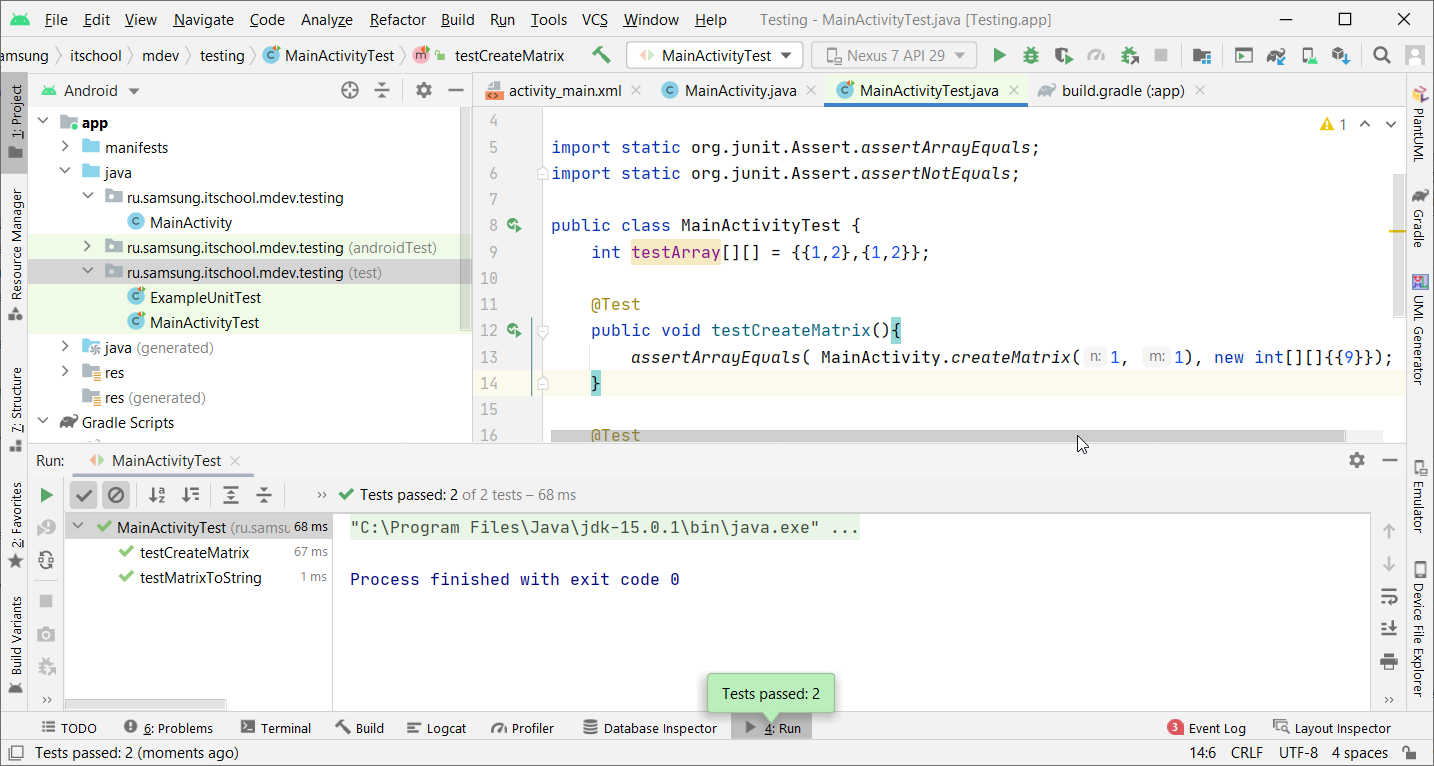 File Edit View Navigate Code Analyze Refactor Build Run Tools VCS Window Help Testing - MainActivityTest.java [Testing.app]
amsung itschool mdev testing MainActivityTest testCreateMatrix MainActivityTest Nexus 7 API 29
1: Project
Resource Manager
7: Structure
2: Favorites
Build Variants
Android
app
manifests
java
ru.samsung.itschool.mdev.testing
MainActivity
ru.samsung.itschool.mdev.testing (androidTest)
ru.samsung.itschool.mdev.testing (test)
ExampleUnitTest
MainActivityTest
java (generated)
res
res (generated)
Gradle Scripts
activity_main.xml MainActivity.java MainActivityTest.java build.gradle (:app)
1
4
5 import static org.junit.Assert.assertArrayEquals;
6 import static org.junit.Assert.assertNotEquals;
7
8 public class MainActivityTest {
9 int testArray[][] = {{1,2},{1,2}};
10
11 @Test
12 public void testCreateMatrix(){
13 assertArrayEquals( MainActivity.createMatrix( n: 1, m: 1), new int[][]{{9}});
14 }
15
16 @Test
PlantUML
Gradle
UML Generator
Emulator
Device File Explorer
Run: MainActivityTest
Tests passed: 2 of 2 tests – 68 ms
MainActivityTest (ru.samsu 68 ms
testCreateMatrix 67 ms
testMatrixToString 1 ms
"C:\Program Files\Java\jdk-15.0.1\bin\java.exe" ...
Process finished with exit code 0
Tests passed: 2
TODO 6: Problems Terminal Build Logcat Profiler Database Inspector 4: Run 3 Event Log Layout Inspector
Tests passed: 2 (moments ago) 14:6 CRLF UTF-8 4 spaces